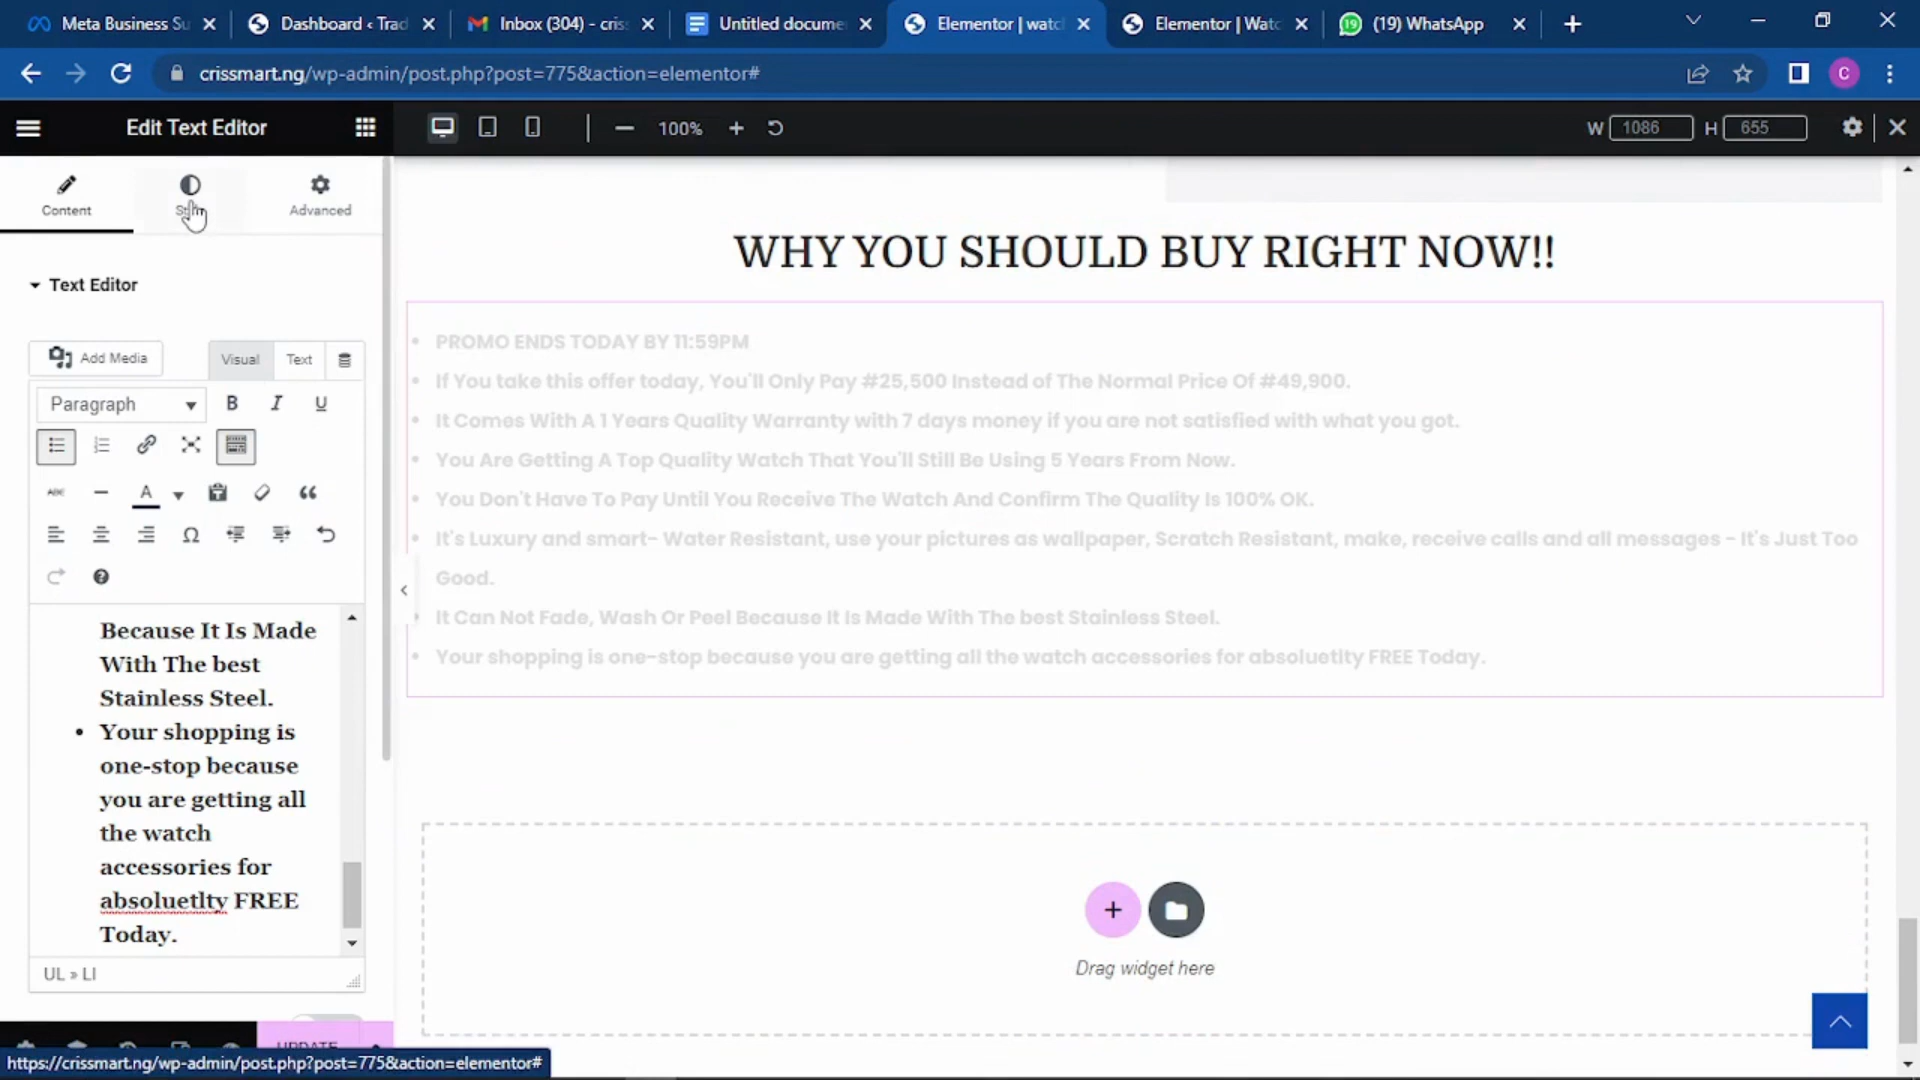 Meta Business Su
Dashboard ‹ Trad
Inbox (304) - cris
Untitled docume
Elementor | watc
Elementor | Watc
(19) WhatsApp
crissmart.ng/wp-admin/post.php?post=775&action=elementor#
C
Edit Text Editor
100%
W 1086 H 655
Content
Advanced
Text Editor
Add Media
Visual
Text
Paragraph
B I U
ABC
A
Because It Is Made
With The best
Stainless Steel.
Your shopping is
one-stop because
you are getting all
the watch
accessories for
absoluetlty FREE
Today.
UL » LI
UPDATE
https://crissmart.ng/wp-admin/post.php?post=775&action=elementor#
WHY YOU SHOULD BUY RIGHT NOW!!
PROMO ENDS TODAY BY 11:59PM
If You take this offer today, You'll Only Pay #25,500 Instead of The Normal Price Of #49,900.
It Comes With A 1 Years Quality Warranty with 7 days money if you are not satisfied with what you got.
You Are Getting A Top Quality Watch That You'll Still Be Using 5 Years From Now.
You Don't Have To Pay Until You Receive The Watch And Confirm The Quality Is 100% OK.
It's Luxury and smart- Water Resistant, use your pictures as wallpaper, Scratch Resistant, make, receive calls and all messages - It's Just Too
Good.
It Can Not Fade, Wash Or Peel Because It Is Made With The best Stainless Steel.
Your shopping is one-stop because you are getting all the watch accessories for absoluetlty FREE Today.
Drag widget here